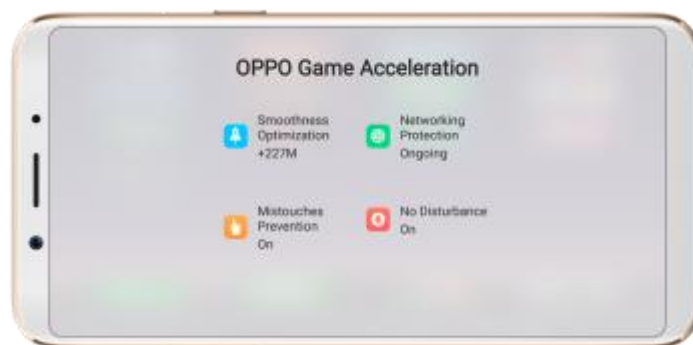 OPPO Game Acceleration
Smoothness
Optimization
+227M
Networking
Protection
Ongoing
Mistouches
Prevention
On
No Disturbance
On